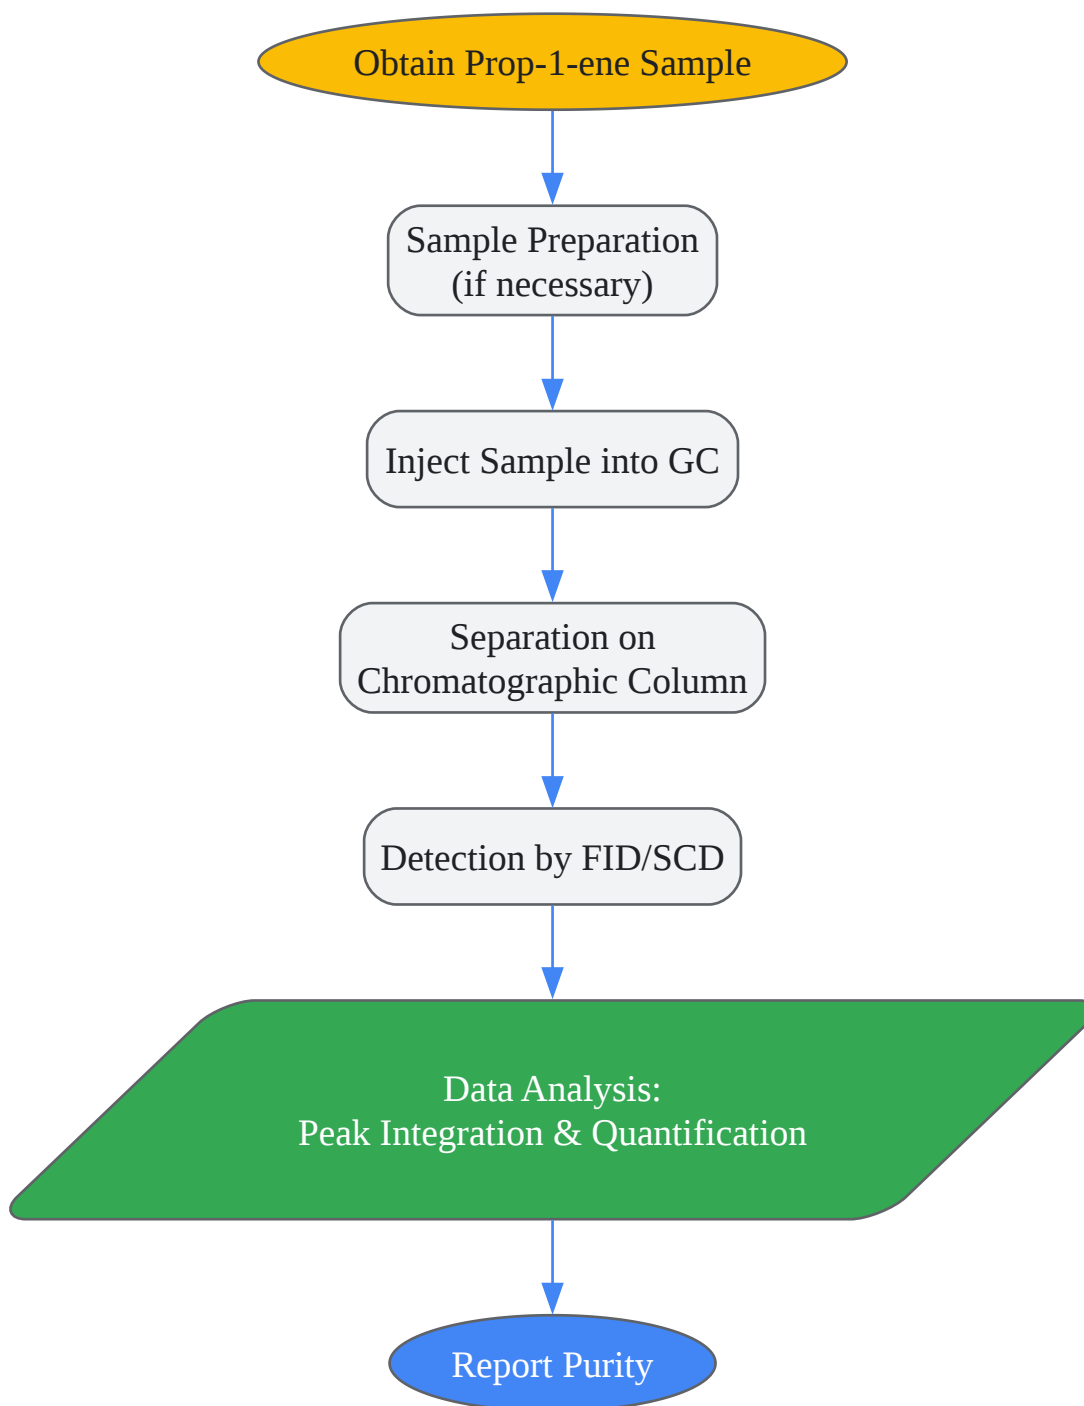 Obtain Prop-1-ene Sample
Sample Preparation
(if necessary)
Inject Sample into GC
Separation on
Chromatographic Column
Detection by FID/SCD
Data Analysis:
Peak Integration & Quantification
Report Purity